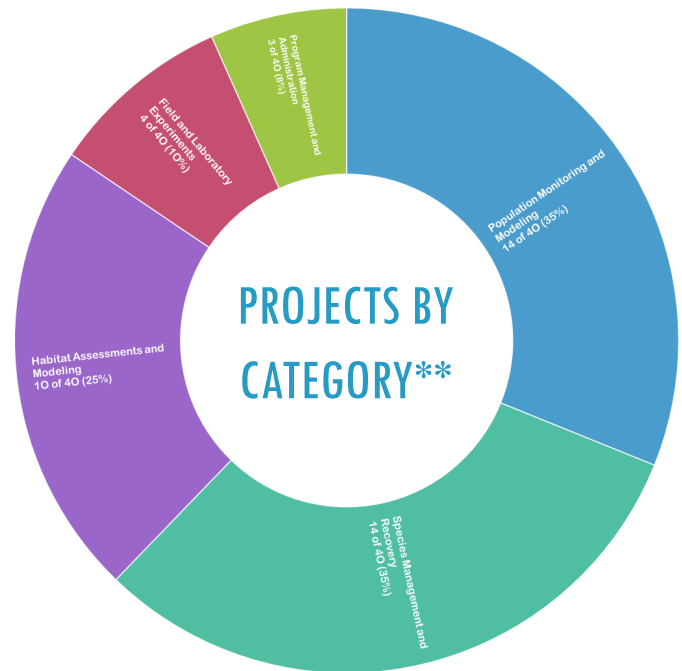 Program Management and
Administration
3 of 40 (8%)
Field and Laboratory
Experiments
4 of 40 (10%)
Population Monitoring and
Modeling
14 of 40 (35%)
PROJECTS BY
CATEGORY**
Habitat Assessments and
Modeling
10 of 40 (25%)
Species Management and
Recovery
14 of 40 (35%)